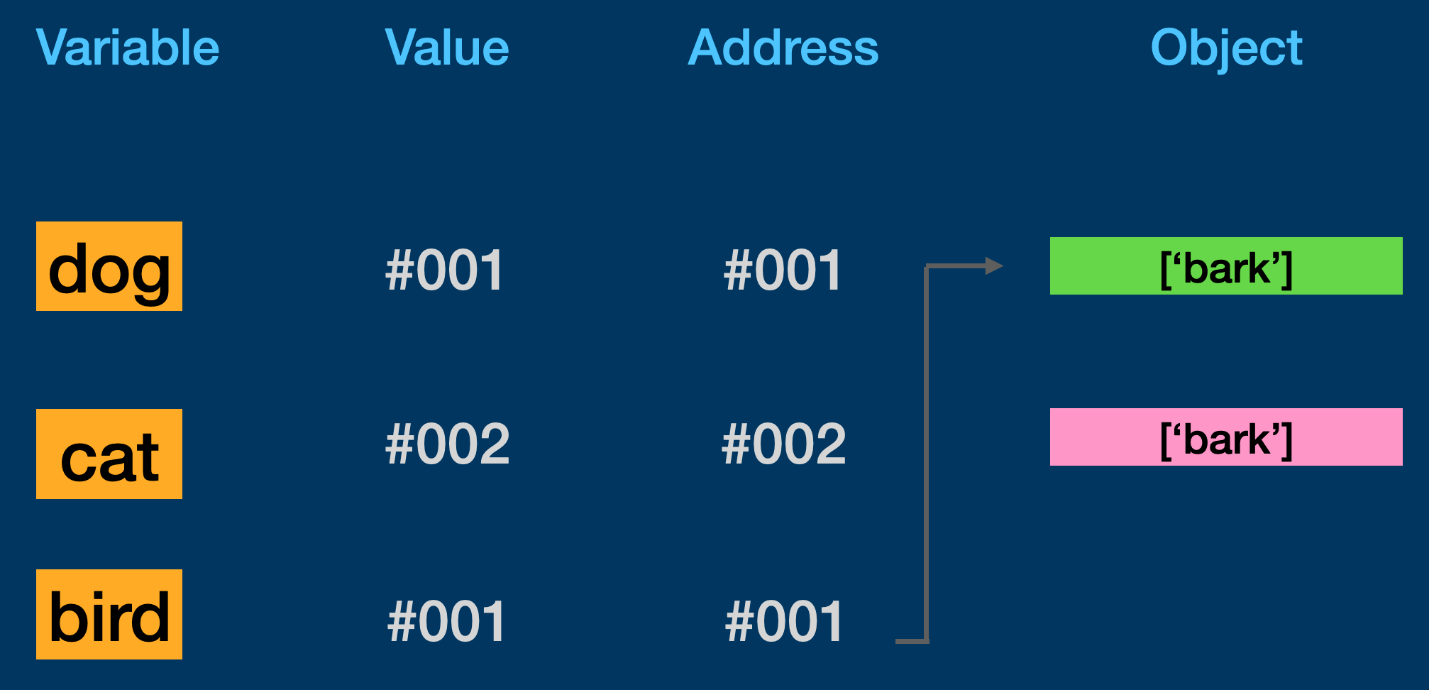 Variable Value Address Object
dog #001 #001 [‘bark’]
cat #002 #002 [‘bark’]
bird #001 #001